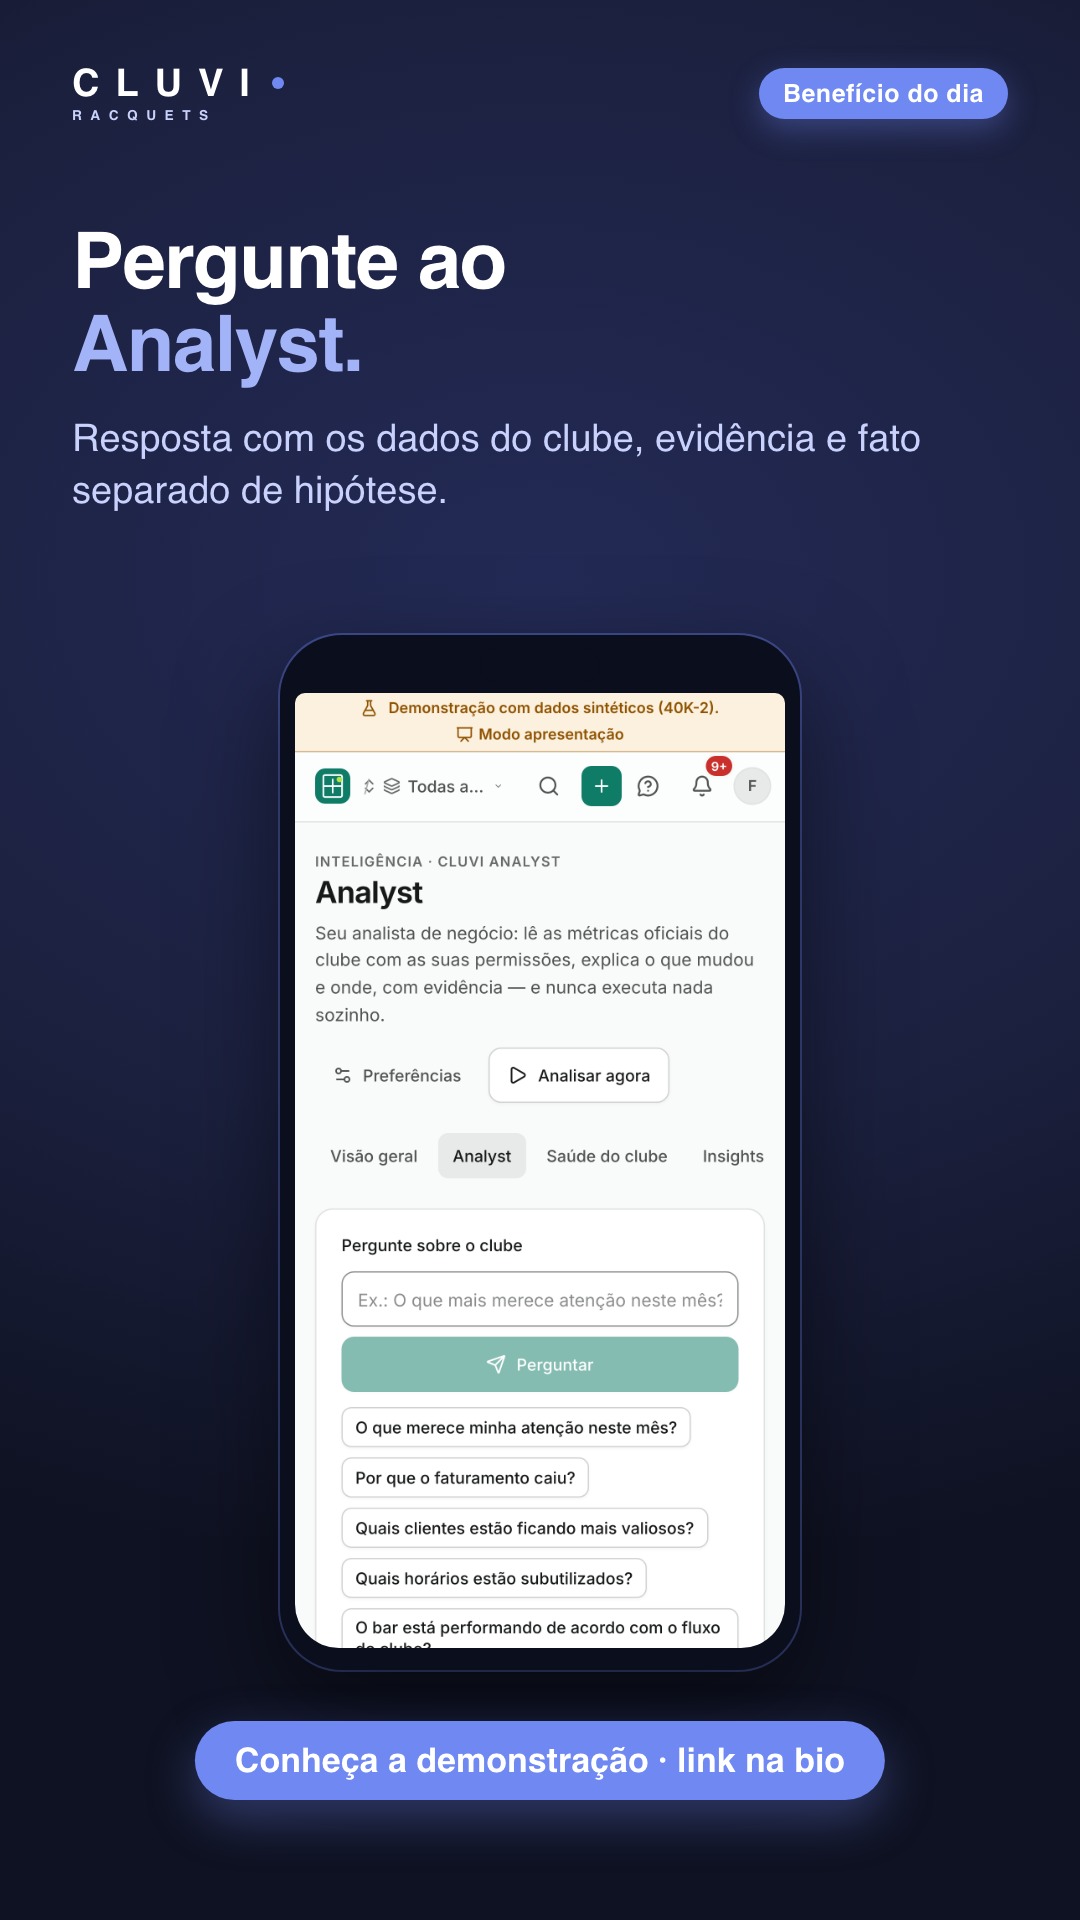 CLUVI
RACQUETS
Benefício do dia
Pergunte ao
Analyst.
Resposta com os dados do clube, evidência e fato
separado de hipótese.
Demonstração com dados sintéticos (40K-2).
Modo apresentação
Todas a...
9+
F
INTELIGÊNCIA · CLUVI ANALYST
Analyst
Seu analista de negócio: lê as métricas oficiais do
clube com as suas permissões, explica o que mudou
e onde, com evidência — e nunca executa nada
sozinho.
Preferências
Analisar agora
Visão geral
Analyst
Saúde do clube
Insights
Pergunte sobre o clube
Ex.: O que mais merece atenção neste mês?
Perguntar
O que merece minha atenção neste mês?
Por que o faturamento caiu?
Quais clientes estão ficando mais valiosos?
Quais horários estão subutilizados?
O bar está performando de acordo com o fluxo
do clube?
Conheça a demonstração · link na bio